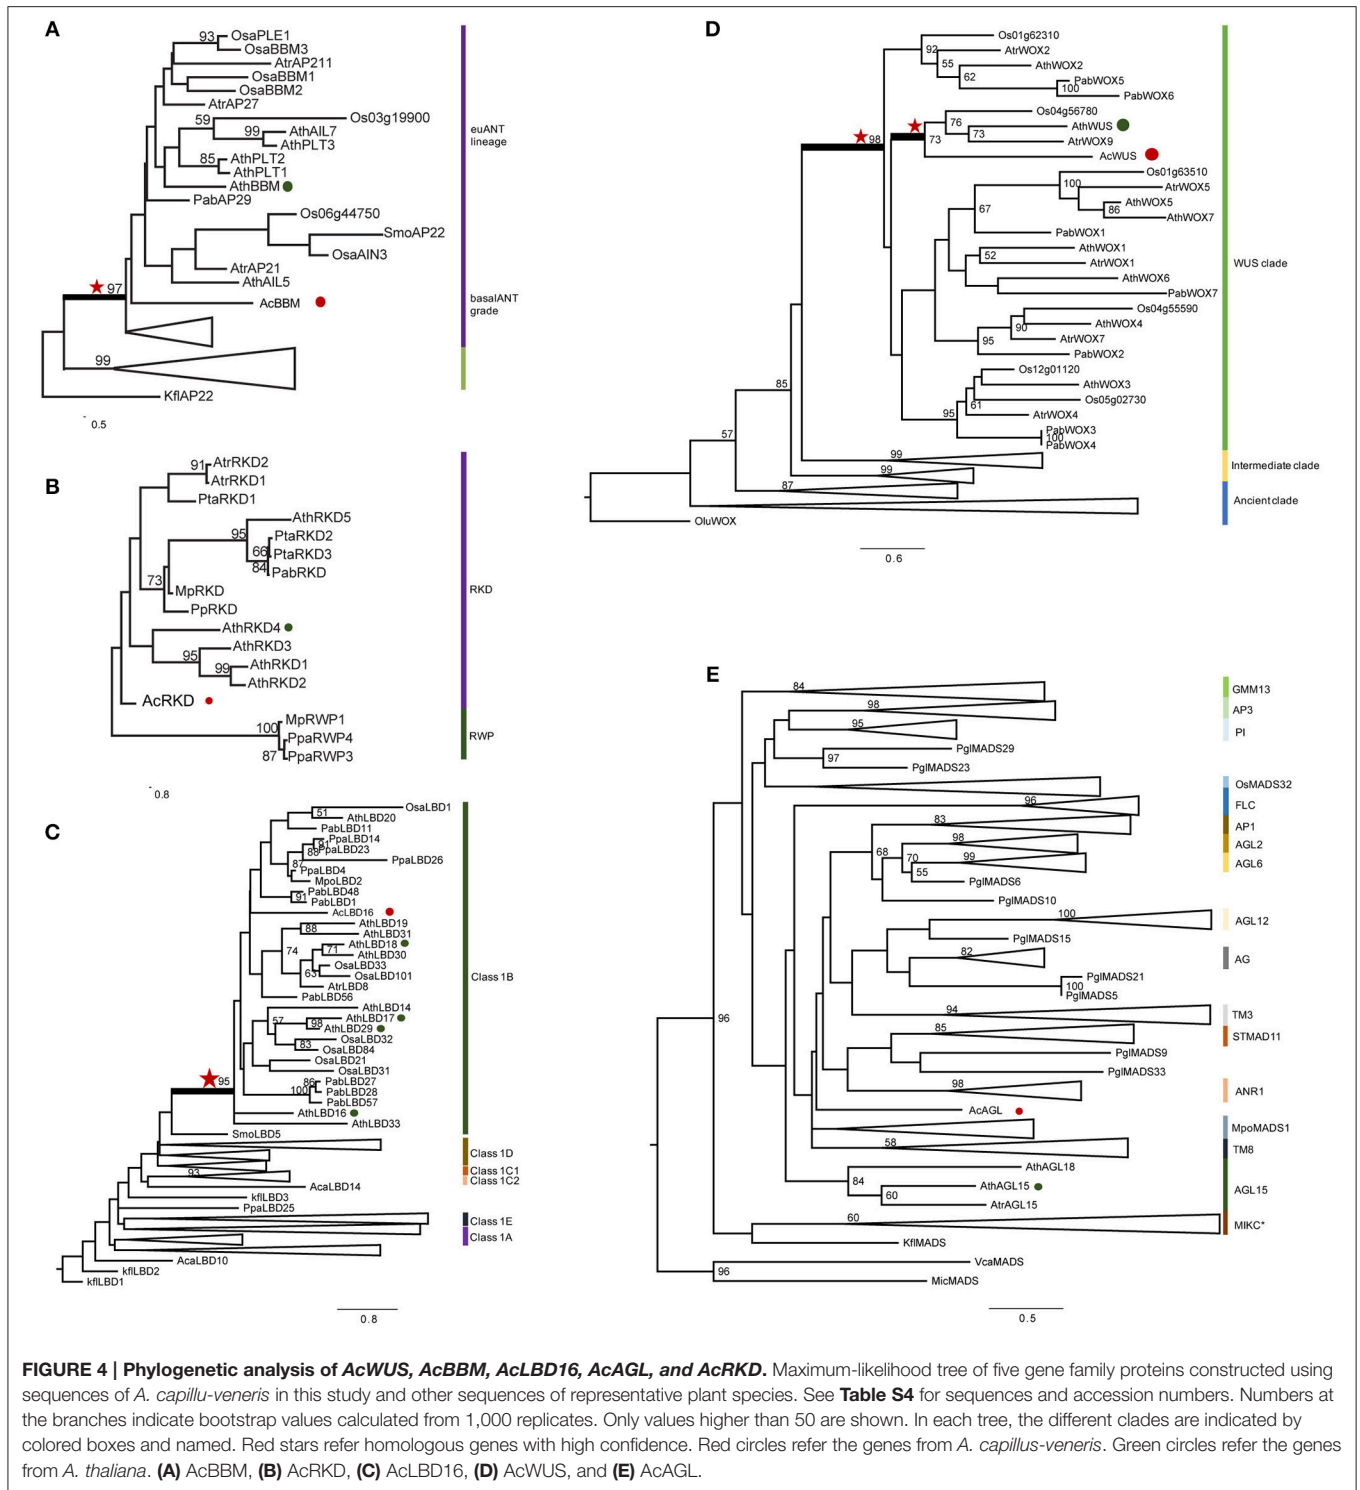 A
93
OsaPLE1
OsaBBM3
AtrAP211
OsaBBM1
OsaBBM2
AtrAP27
59
Os03g19900
99
AthAIL7
AthPLT3
85
AthPLT2
AthPLT1
AthBBM
PabAP29
Os06g44750
SmoAP22
OsaAIN3
AtrAP21
AthAIL5
97
AcBBM
99
KflAP22
0.5
euANT
lineage
basalANT
grade
B
91
AtrRKD2
AtrRKD1
PtaRKD1
AthRKD5
95
PtaRKD2
66
PtaRKD3
84
PabRKD
73
MpRKD
PpRKD
AthRKD4
AthRKD3
95
99
AthRKD1
AthRKD2
AcRKD
100
MpRWP1
PpaRWP4
87
PpaRWP3
0.8
RKD
RWP
C
OsaLBD1
51
AthLBD20
PabLBD11
PpaLBD14
91
PpaLBD23
88
PpaLBD26
87
PpaLBD4
MpoLBD2
PabLBD48
91
PabLBD1
AcLBD16
AthLBD19
88
AthLBD31
AthLBD18
74
71
AthLBD30
OsaLBD33
63
OsaLBD101
AtrLBD8
PabLBD56
AthLBD14
57
AthLBD17
98
AthLBD29
OsaLBD32
83
OsaLBD84
OsaLBD21
OsaLBD31
86
PabLBD27
100
PabLBD28
PabLBD57
95
AthLBD16
AthLBD33
SmoLBD5
93
AcaLBD14
kflLBD3
PpaLBD25
AcaLBD10
kflLBD2
kflLBD1
0.8
Class 1B
Class 1D
Class 1C1
Class 1C2
Class 1E
Class 1A
D
Os01g62310
92
AtrWOX2
55
AthWOX2
62
PabWOX5
100
PabWOX6
Os04g56780
76
AthWUS
98
73
73
AtrWOX9
AcWUS
Os01g63510
100
AtrWOX5
AthWOX5
86
AthWOX7
67
PabWOX1
AthWOX1
52
AtrWOX1
AthWOX6
PabWOX7
Os04g55590
90
AthWOX4
95
AtrWOX7
PabWOX2
Os12g01120
AthWOX3
61
Os05g02730
95
AtrWOX4
PabWOX3
100
PabWOX4
85
57
99
99
87
OluWOX
0.6
WUS clade
Intermediate clade
Ancient clade
E
84
98
95
PglMADS29
97
PglMADS23
96
83
98
68
70
99
55
PglMADS6
PglMADS10
100
PglMADS15
82
PglMADS21
100
PglMADS5
94
85
PglMADS9
PglMADS33
98
AcAGL
96
58
AthAGL18
84
AthAGL15
60
AtrAGL15
60
KflMADS
VcaMADS
96
MicMADS
0.5
GMM13
AP3
PI
OsMADS32
FLC
AP1
AGL2
AGL6
AGL12
AG
TM3
STMAD11
ANR1
MpoMADS1
TM8
AGL15
MIKC*
FIGURE 4 | Phylogenetic analysis of AcWUS, AcBBM, AcLBD16, AcAGL, and AcRKD. Maximum-likelihood tree of five gene family proteins constructed using
sequences of A. capillu-veneris in this study and other sequences of representative plant species. See Table S4 for sequences and accession numbers. Numbers at
the branches indicate bootstrap values calculated from 1,000 replicates. Only values higher than 50 are shown. In each tree, the different clades are indicated by
colored boxes and named. Red stars refer homologous genes with high confidence. Red circles refer the genes from A. capillus-veneris. Green circles refer the genes
from A. thaliana. (A) AcBBM, (B) AcRKD, (C) AcLBD16, (D) AcWUS, and (E) AcAGL.